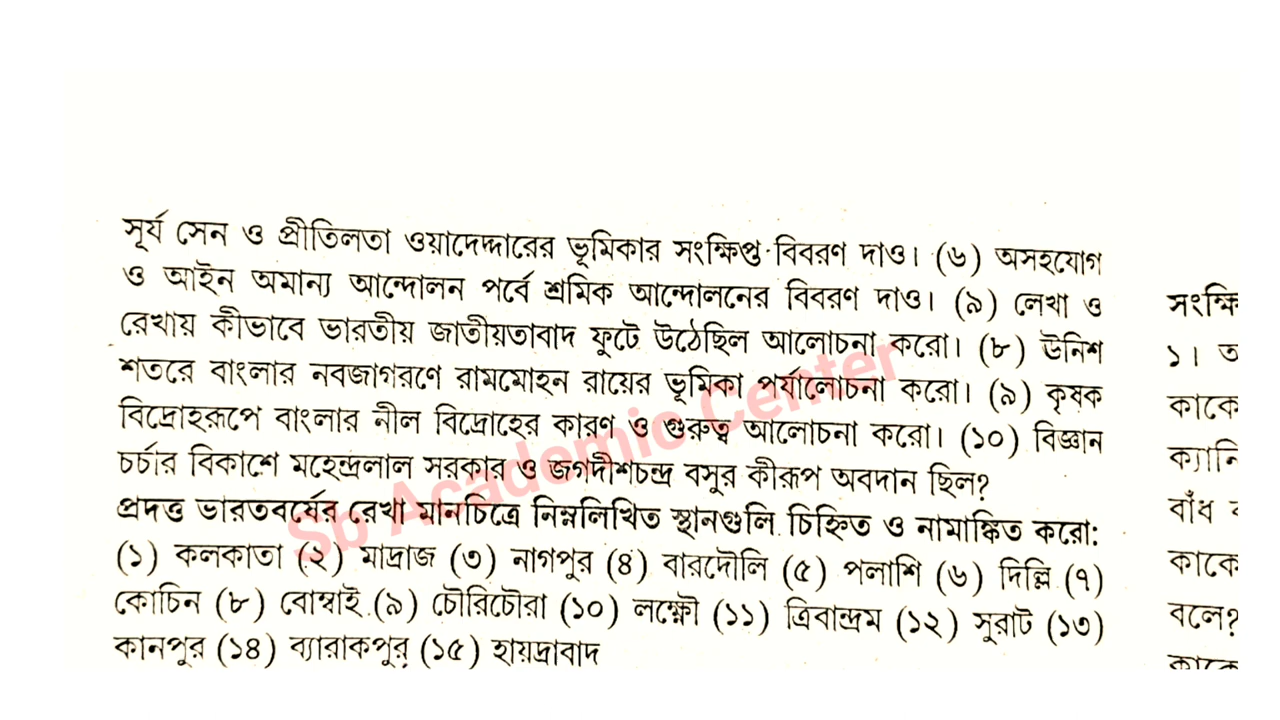 সূর্য সেন ও প্রীতিলতা ওয়াদেদ্দারের ভূমিকার সংক্ষিপ্ত বিবরণ দাও। (৬) অসহযোগ
ও আইন অমান্য আন্দোলন পর্বে শ্রমিক আন্দোলনের বিবরণ দাও। (৯) লেখা ও
রেখায় কীভাবে ভারতীয় জাতীয়তাবাদ ফুটে উঠেছিল আলোচনা করো। (৮) ঊনিশ
শতরে বাংলার নবজাগরণে রামমোহন রায়ের ভূমিকা পর্যালোচনা করো। (৯) কৃষক
বিদ্রোহরূপে বাংলার নীল বিদ্রোহের কারণ ও গুরুত্ব আলোচনা করো। (১০) বিজ্ঞান
চর্চার বিকাশে মহেন্দ্রলাল সরকার ও জগদীশচন্দ্র বসুর কীরূপ অবদান ছিল?
প্রদত্ত ভারতবর্ষের রেখা মানচিত্রে নিম্নলিখিত স্থানগুলি চিহ্নিত ও নামাঙ্কিত করো:
(১) কলকাতা (২) মাদ্রাজ (৩) নাগপুর (৪) বারদৌলি (৫) পলাশি (৬) দিল্লি (৭)
কোচিন (৮) বোম্বাই (৯) চৌরিচৌরা (১০) লক্ষ্ণৌ (১১) ত্রিবান্দ্রম (১২) সুরাট (১৩)
কানপুর (১৪) ব্যারাকপুর (১৫) হায়দ্রাবাদ
Sb Academic Center
সংক্ষি
১। ত
কাকে
ক্যানি
বাঁধ
কাকে
বলে?
কাকে